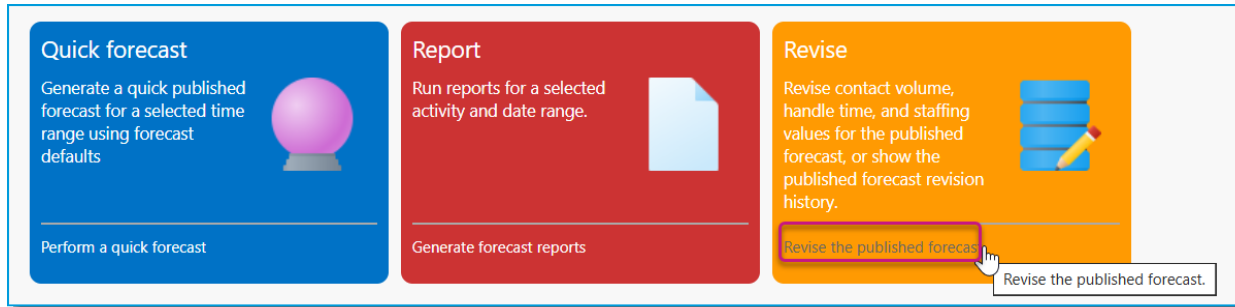 Quick forecast
Generate a quick published
forecast for a selected time
range using forecast
defaults
Perform a quick forecast
Report
Run reports for a selected
activity and date range.
Generate forecast reports
Revise
Revise contact volume,
handle time, and staffing
values for the published
forecast, or show the
published forecast revision
history.
Revise the published forecast
Revise the published forecast.